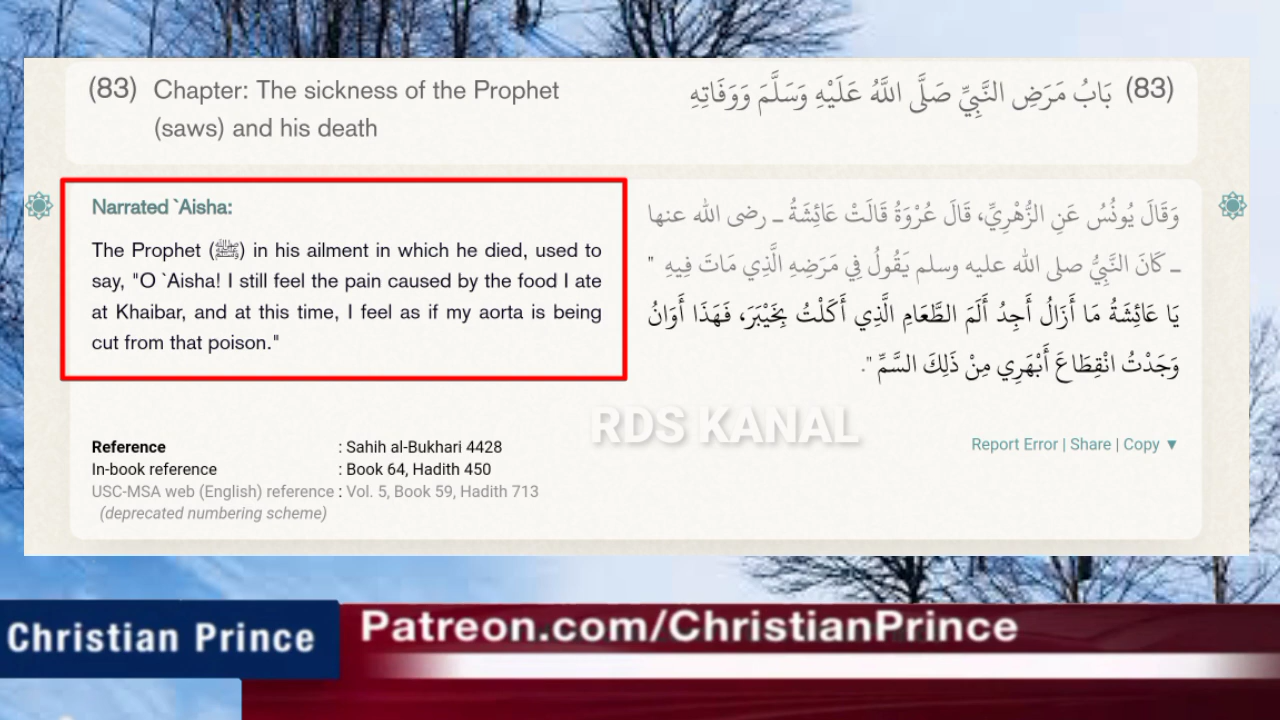 (83) Chapter: The sickness of the Prophet
(saws) and his death
(83) بَابُ مَرَضِ النَّبِيِّ صَلَّى اللَّهُ عَلَيْهِ وَسَلَّمَ وَوَفَاتِهِ
Narrated `Aisha:
The Prophet (ﷺ) in his ailment in which he died, used to
say, "O `Aisha! I still feel the pain caused by the food I ate
at Khaibar, and at this time, I feel as if my aorta is being
cut from that poison."
وَقَالَ يُونُسُ عَنِ الزُّهْرِيِّ، قَالَ عُرْوَةُ قَالَتْ عَائِشَةُ ـ رضى الله عنها
ـ كَانَ النَّبِيُّ صلى الله عليه وسلم يَقُولُ فِي مَرَضِهِ الَّذِي مَاتَ فِيهِ ‏"
يَا عَائِشَةُ مَا أَزَالُ أَجِدُ أَلَمَ الطَّعَامِ الَّذِي أَكَلْتُ بِخَيْبَرَ، فَهَذَا أَوَانُ
وَجَدْتُ انْقِطَاعَ أَبْهَرِي مِنْ ذَلِكَ السَّمِّ ‏"‏‏.‏
RDS KANAL
Reference : Sahih al-Bukhari 4428
In-book reference : Book 64, Hadith 450
USC-MSA web (English) reference : Vol. 5, Book 59, Hadith 713
(deprecated numbering scheme)
Report Error | Share | Copy ▼
Christian Prince
Patreon.com/ChristianPrince